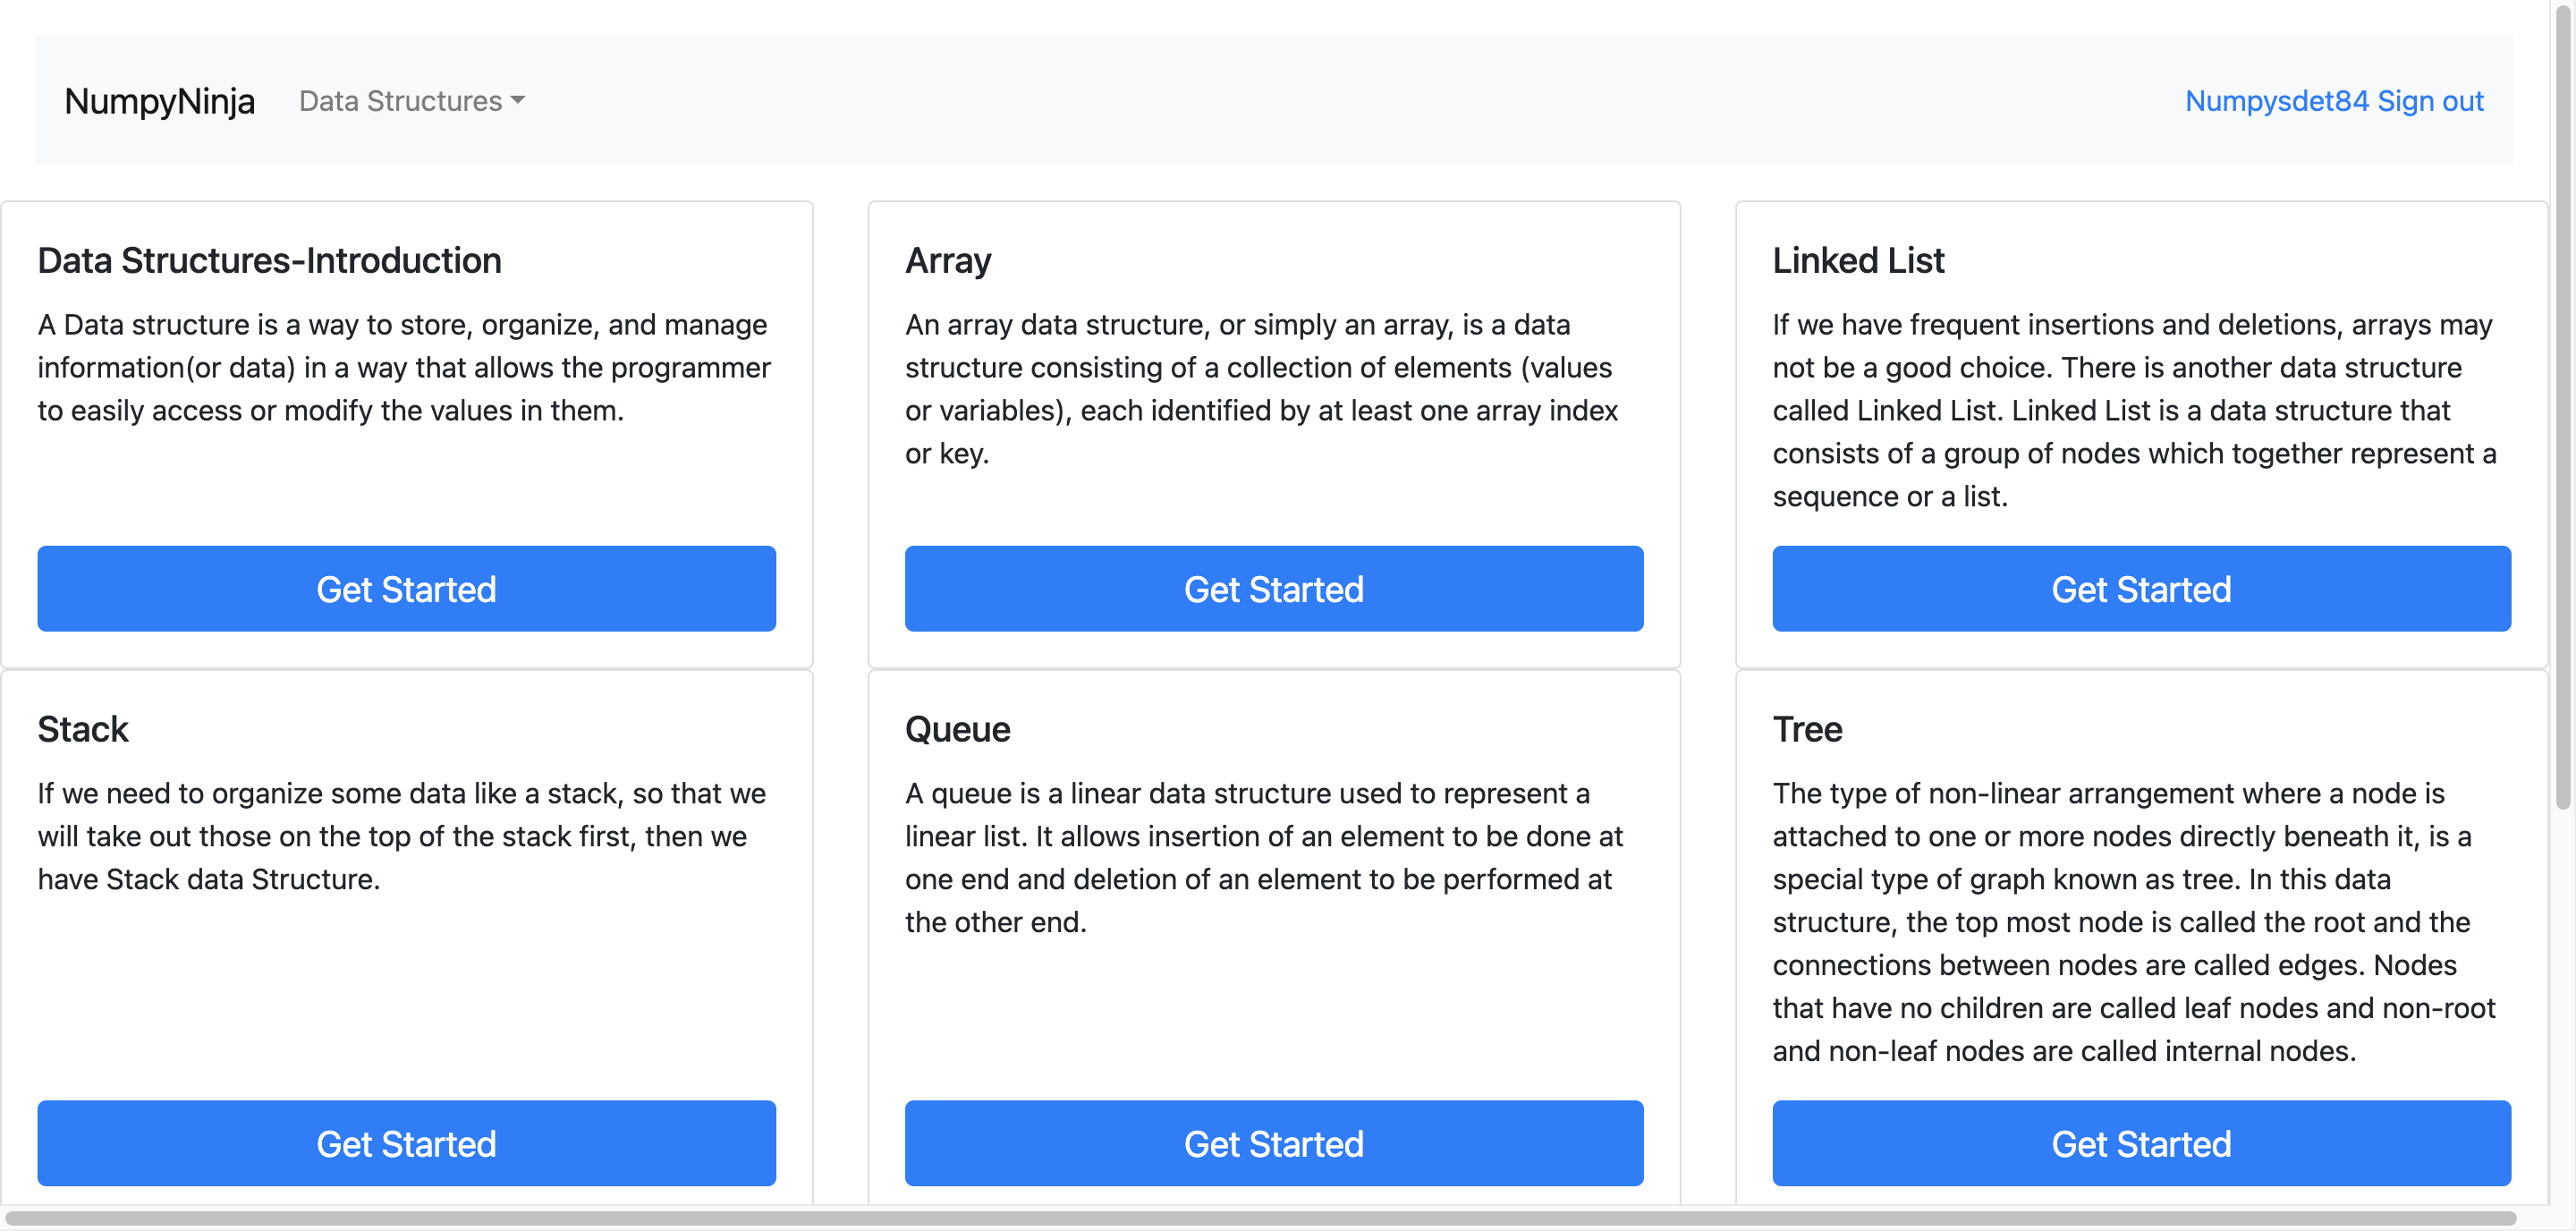 NumpyNinja
Data Structures
Numpysdet84 Sign out
Data Structures-Introduction
A Data structure is a way to store, organize, and manage
information(or data) in a way that allows the programmer
to easily access or modify the values in them.
Get Started
Array
An array data structure, or simply an array, is a data
structure consisting of a collection of elements (values
or variables), each identified by at least one array index
or key.
Get Started
Linked List
If we have frequent insertions and deletions, arrays may
not be a good choice. There is another data structure
called Linked List. Linked List is a data structure that
consists of a group of nodes which together represent a
sequence or a list.
Get Started
Stack
If we need to organize some data like a stack, so that we
will take out those on the top of the stack first, then we
have Stack data Structure.
Get Started
Queue
A queue is a linear data structure used to represent a
linear list. It allows insertion of an element to be done at
one end and deletion of an element to be performed at
the other end.
Get Started
Tree
The type of non-linear arrangement where a node is
attached to one or more nodes directly beneath it, is a
special type of graph known as tree. In this data
structure, the top most node is called the root and the
connections between nodes are called edges. Nodes
that have no children are called leaf nodes and non-root
and non-leaf nodes are called internal nodes.
Get Started